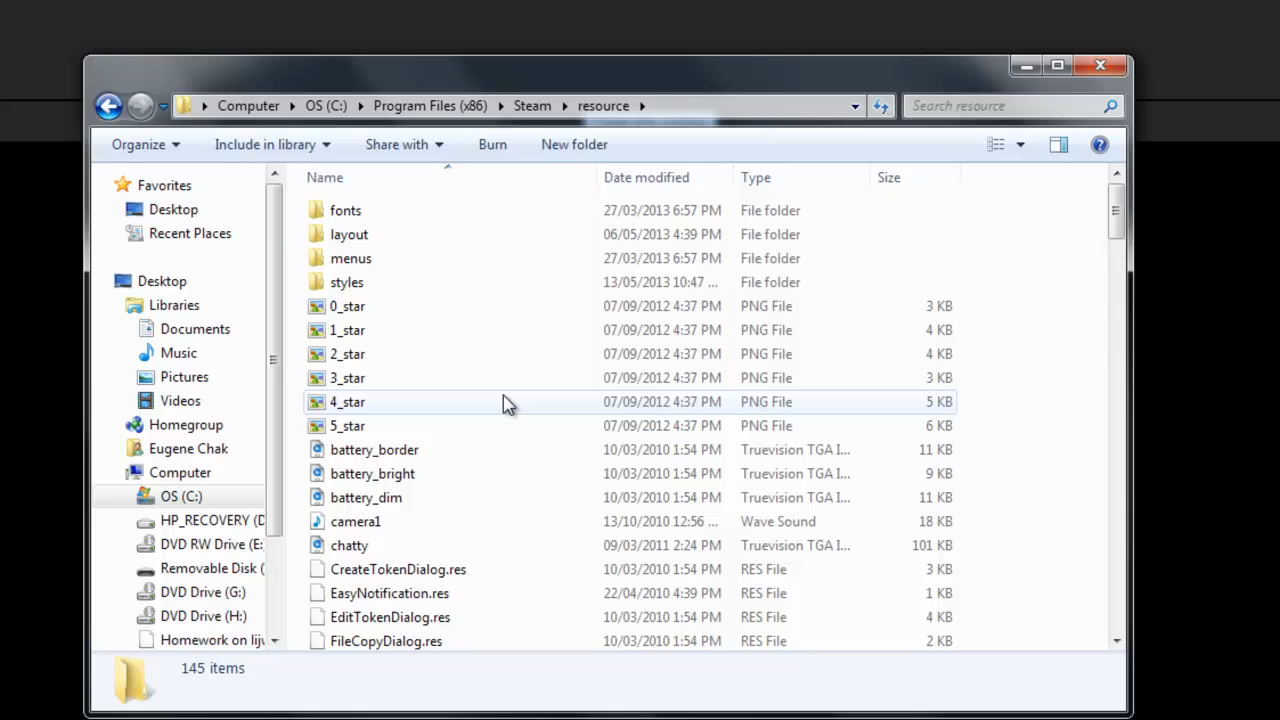 Computer OS (C:) Program Files (x86) Steam resource Search resource
Organize Include in library Share with Burn New folder
Name Date modified Type Size
Favorites
Desktop
Recent Places
Desktop
Libraries
Documents
Music
Pictures
Videos
Homegroup
Eugene Chak
Computer
OS (C:)
HP_RECOVERY (D
DVD RW Drive (E:
Removable Disk (
DVD Drive (G:)
DVD Drive (H:)
Homework on lijv
fonts 27/03/2013 6:57 PM File folder
layout 06/05/2013 4:39 PM File folder
menus 27/03/2013 6:57 PM File folder
styles 13/05/2013 10:47 ... File folder
0_star 07/09/2012 4:37 PM PNG File 3 KB
1_star 07/09/2012 4:37 PM PNG File 4 KB
2_star 07/09/2012 4:37 PM PNG File 4 KB
3_star 07/09/2012 4:37 PM PNG File 3 KB
4_star 07/09/2012 4:37 PM PNG File 5 KB
5_star 07/09/2012 4:37 PM PNG File 6 KB
battery_border 10/03/2010 1:54 PM Truevision TGA I... 11 KB
battery_bright 10/03/2010 1:54 PM Truevision TGA I... 9 KB
battery_dim 10/03/2010 1:54 PM Truevision TGA I... 11 KB
camera1 13/10/2010 12:56 ... Wave Sound 18 KB
chatty 09/03/2011 2:24 PM Truevision TGA I... 101 KB
CreateTokenDialog.res 10/03/2010 1:54 PM RES File 3 KB
EasyNotification.res 22/04/2010 4:39 PM RES File 1 KB
EditTokenDialog.res 10/03/2010 1:54 PM RES File 4 KB
FileCopyDialog.res 10/03/2010 1:54 PM RES File 2 KB
145 items